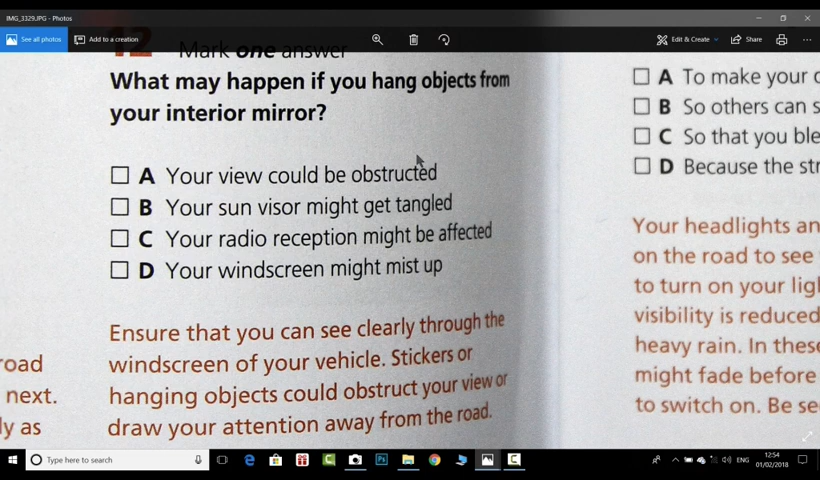 IMG_3329.JPG - Photos
See all photos
Add to a creation
Edit & Create
Share
12 Mark one answer
What may happen if you hang objects from
your interior mirror?
A Your view could be obstructed
B Your sun visor might get tangled
C Your radio reception might be affected
D Your windscreen might mist up
Ensure that you can see clearly through the
windscreen of your vehicle. Stickers or
hanging objects could obstruct your view or
draw your attention away from the road.
road
next.
ly as
A To make your
B So others can
C So that you
D Because the
Your headlights
on the road to see
to turn on your
visibility is reduced
heavy rain. In these
might fade before
to switch on. Be
Type here to search
Ps
ENG
12:54
01/02/2018